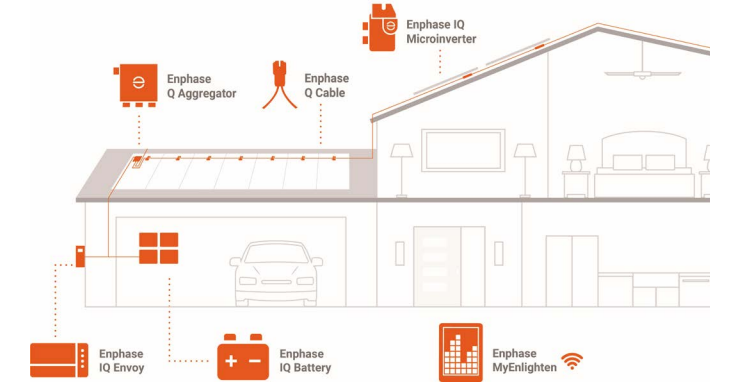 Enphase IQ
Microinverter
Enphase
Q Aggregator
Enphase
Q Cable
Enphase
IQ Envoy
Enphase
IQ Battery
Enphase
MyEnlighten